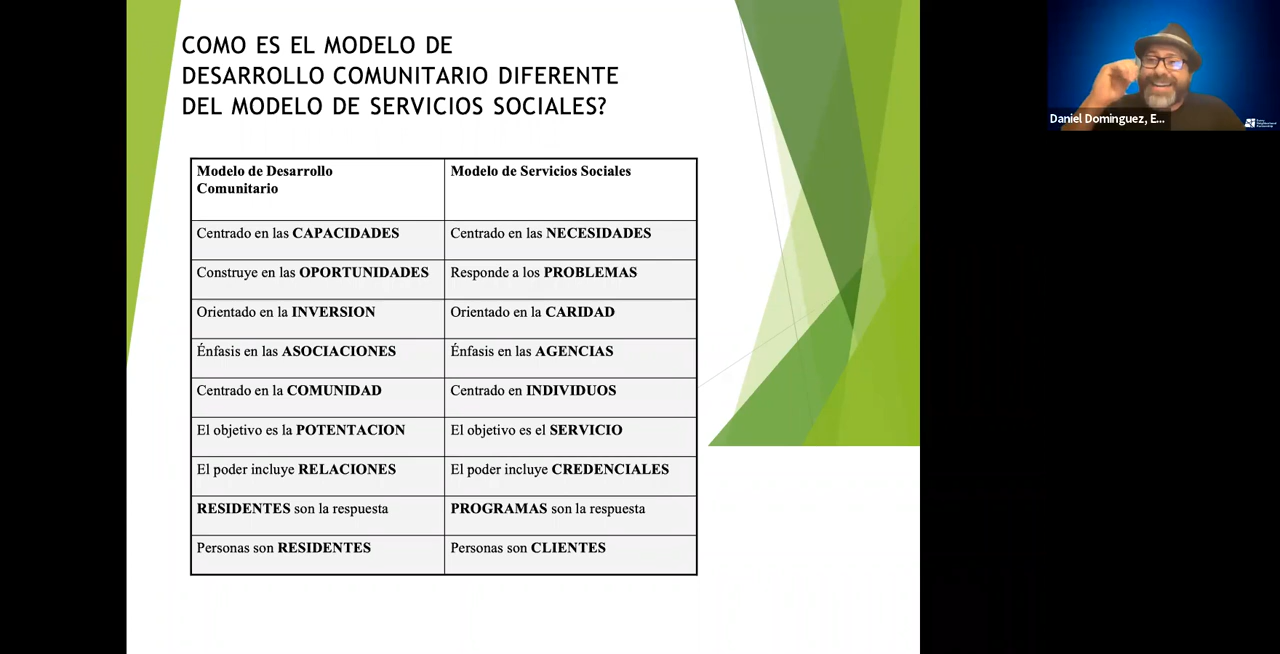 COMO ES EL MODELO DE
DESARROLLO COMUNITARIO DIFERENTE
DEL MODELO DE SERVICIOS SOCIALES?
Modelo de Desarrollo
Comunitario
Modelo de Servicios Sociales
Centrado en las CAPACIDADES
Centrado en las NECESIDADES
Construye en las OPORTUNIDADES
Responde a los PROBLEMAS
Orientado en la INVERSION
Orientado en la CARIDAD
Énfasis en las ASOCIACIONES
Énfasis en las AGENCIAS
Centrado en la COMUNIDAD
Centrado en INDIVIDUOS
El objetivo es la POTENTACION
El objetivo es el SERVICIO
El poder incluye RELACIONES
El poder incluye CREDENCIALES
RESIDENTES son la respuesta
PROGRAMAS son la respuesta
Personas son RESIDENTES
Personas son CLIENTES
Daniel Dominguez, E...